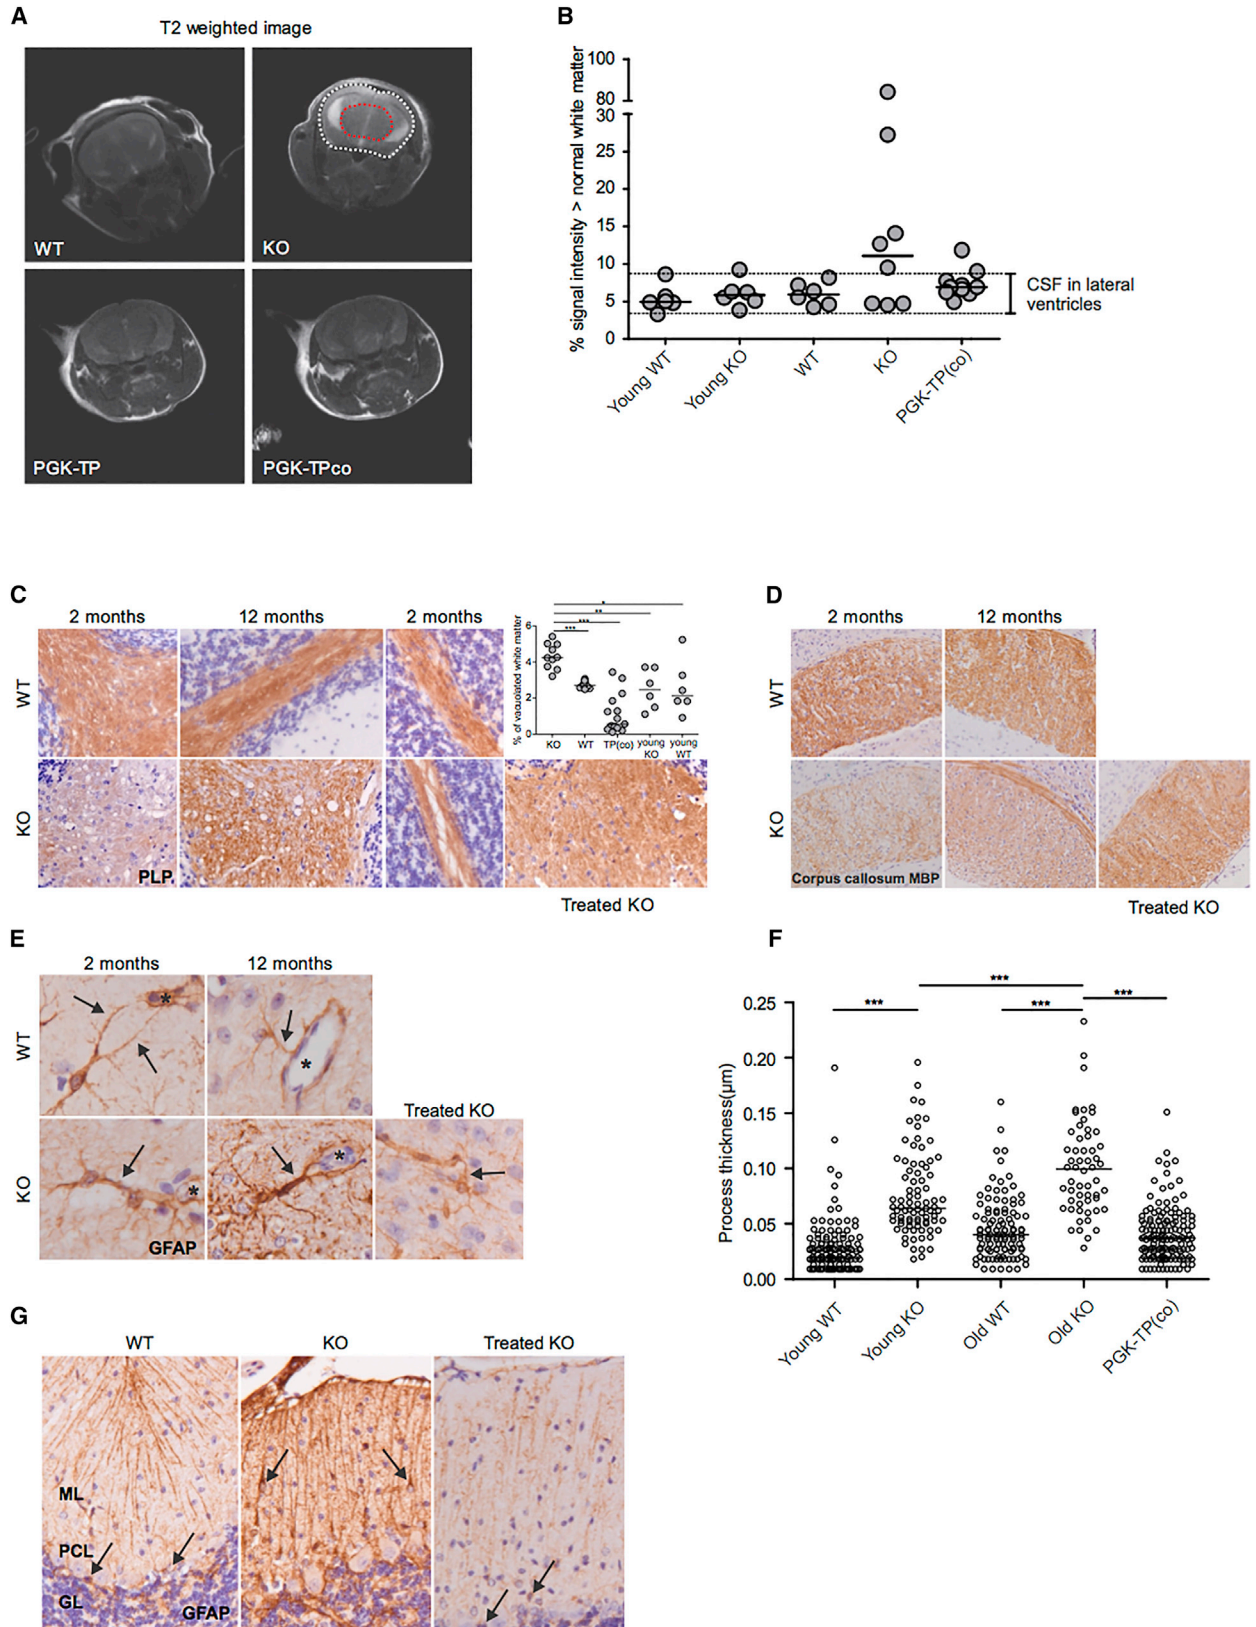 A
T2 weighted image
WT
KO
PGK-TP
PGK-TPco
B
% signal intensity > normal white matter
100
80
30
25
20
15
10
5
0
CSF in lateral
ventricles
Young WT
Young KO
WT
KO
PGK-TP(co)
C
2 months
12 months
2 months
WT
KO
PLP
% of vacuolated white matter
6
4
2
0
*
**
***
***
KO
WT
TP(co)
young
KO
young
WT
Treated KO
D
2 months
12 months
WT
KO
Corpus callosum MBP
Treated KO
E
2 months
12 months
WT
KO
*
*
*
*
GFAP
Treated KO
F
Process thickness(µm)
0.25
0.20
0.15
0.10
0.05
0.00
***
***
***
***
Young WT
Young KO
Old WT
Old KO
PGK-TP(co)
G
WT
KO
Treated KO
ML
PCL
GL
GFAP